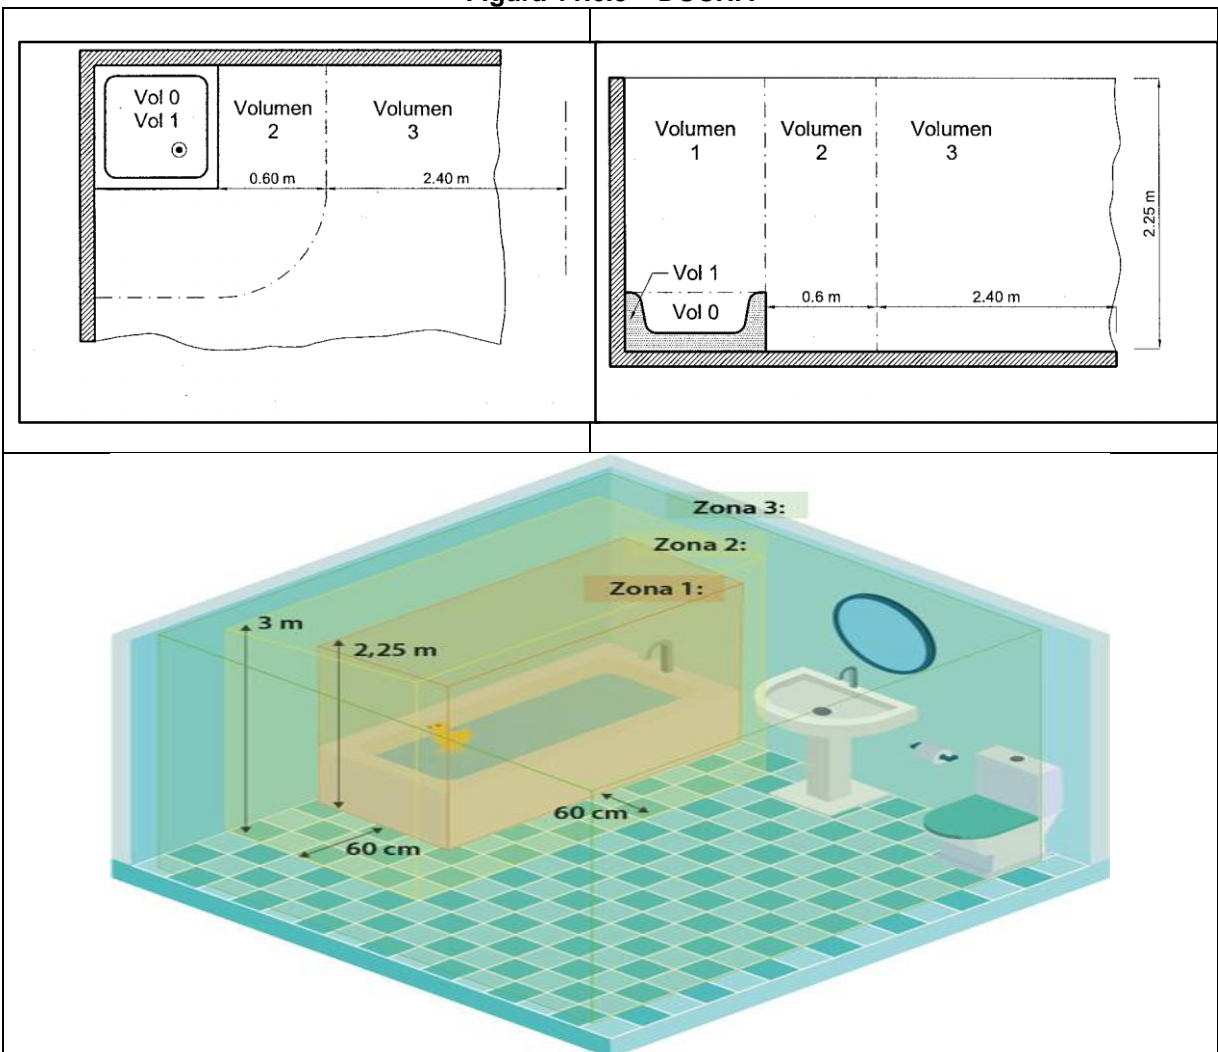 Vol 0
Vol 1
Volumen
2
Volumen
3
0.60 m
2.40 m
Volumen
1
Volumen
2
Volumen
3
2.25 m
Vol 1
Vol 0
0.6 m
2.40 m
Zona 3:
Zona 2:
Zona 1:
3 m
2,25 m
60 cm
60 cm